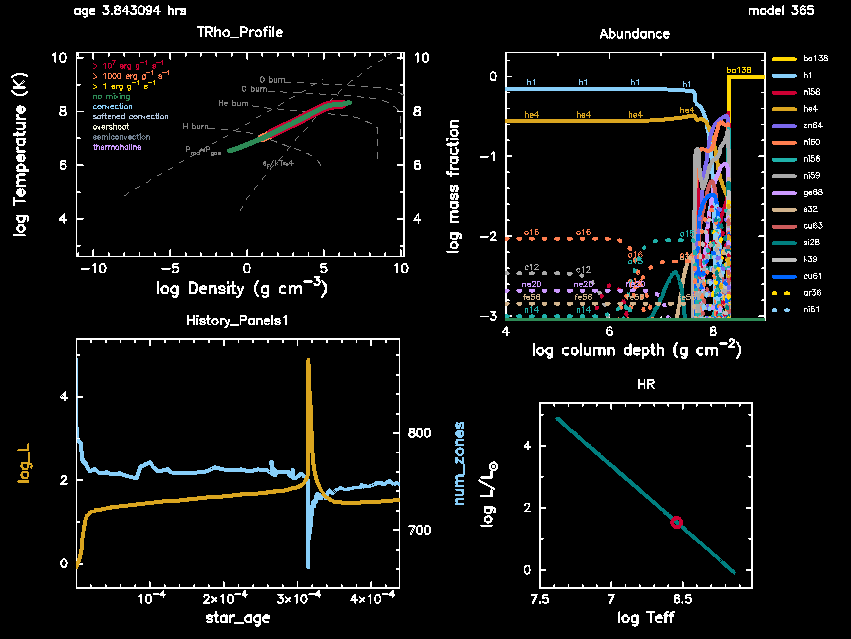 age 3.843094 hrs
model 365
TRho_Profile
log Temperature (K)
10
8
6
4
> 10⁷ erg g⁻¹ s⁻¹
> 1000 erg g⁻¹ s⁻¹
> 1 erg g⁻¹ s⁻¹
no mixing
convection
softened convection
overshoot
semiconvection
thermohaline
O burn
C burn
He burn
H burn
10
8
6
4
−10
−5
0
5
10
log Density (g cm⁻³)
Abundance
log mass fraction
0
−1
−2
−3
ba138
h1 h1 h1 h1
he4 he4 he4 he4
o16 o16 o16 o16
c12 c12
ne20 ne20 ne20
fe56 fe56 fe56 fe56
n14 n14
4
6
8
log column depth (g cm⁻²)
ba138
h1
ni58
he4
zn64
ni60
ni56
ni59
ge68
s32
cu63
si28
k39
cu61
ar36
ni61
History_Panels1
log_L
4
2
0
800
700
num_zones
10⁻⁴
2×10⁻⁴
3×10⁻⁴
4×10⁻⁴
star_age
HR
log L/L☉
4
2
0
7.5
7
6.5
log Teff